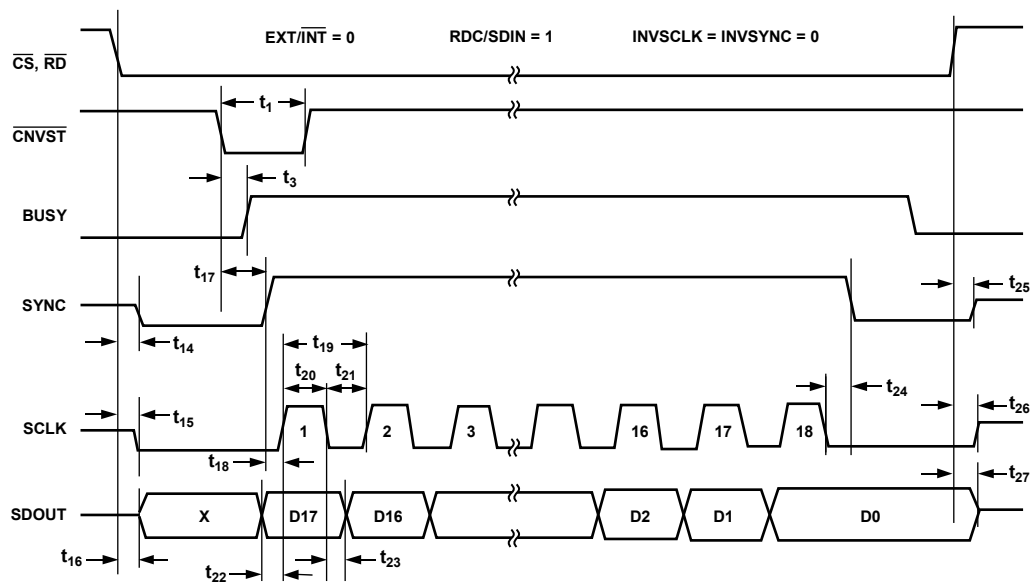 EXT/INT = 0 RDC/SDIN = 1 INVSCLK = INVSYNC = 0
CS, RD
t1
CNVST
t3
BUSY
t17
SYNC
t25
t14
t19
t20 t21
t24
t15
t26
SCLK
1 2 3 16 17 18
t18
t27
SDOUT
X D17 D16 D2 D1 D0
t16
t22 t23